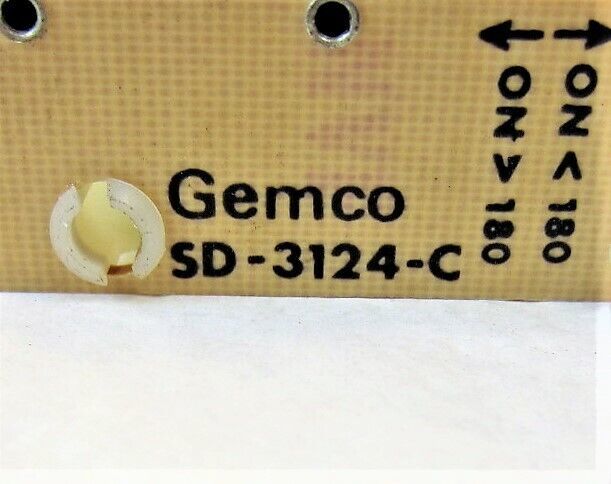 Gemco
SD-3124-C
ON > 180
ON < 180